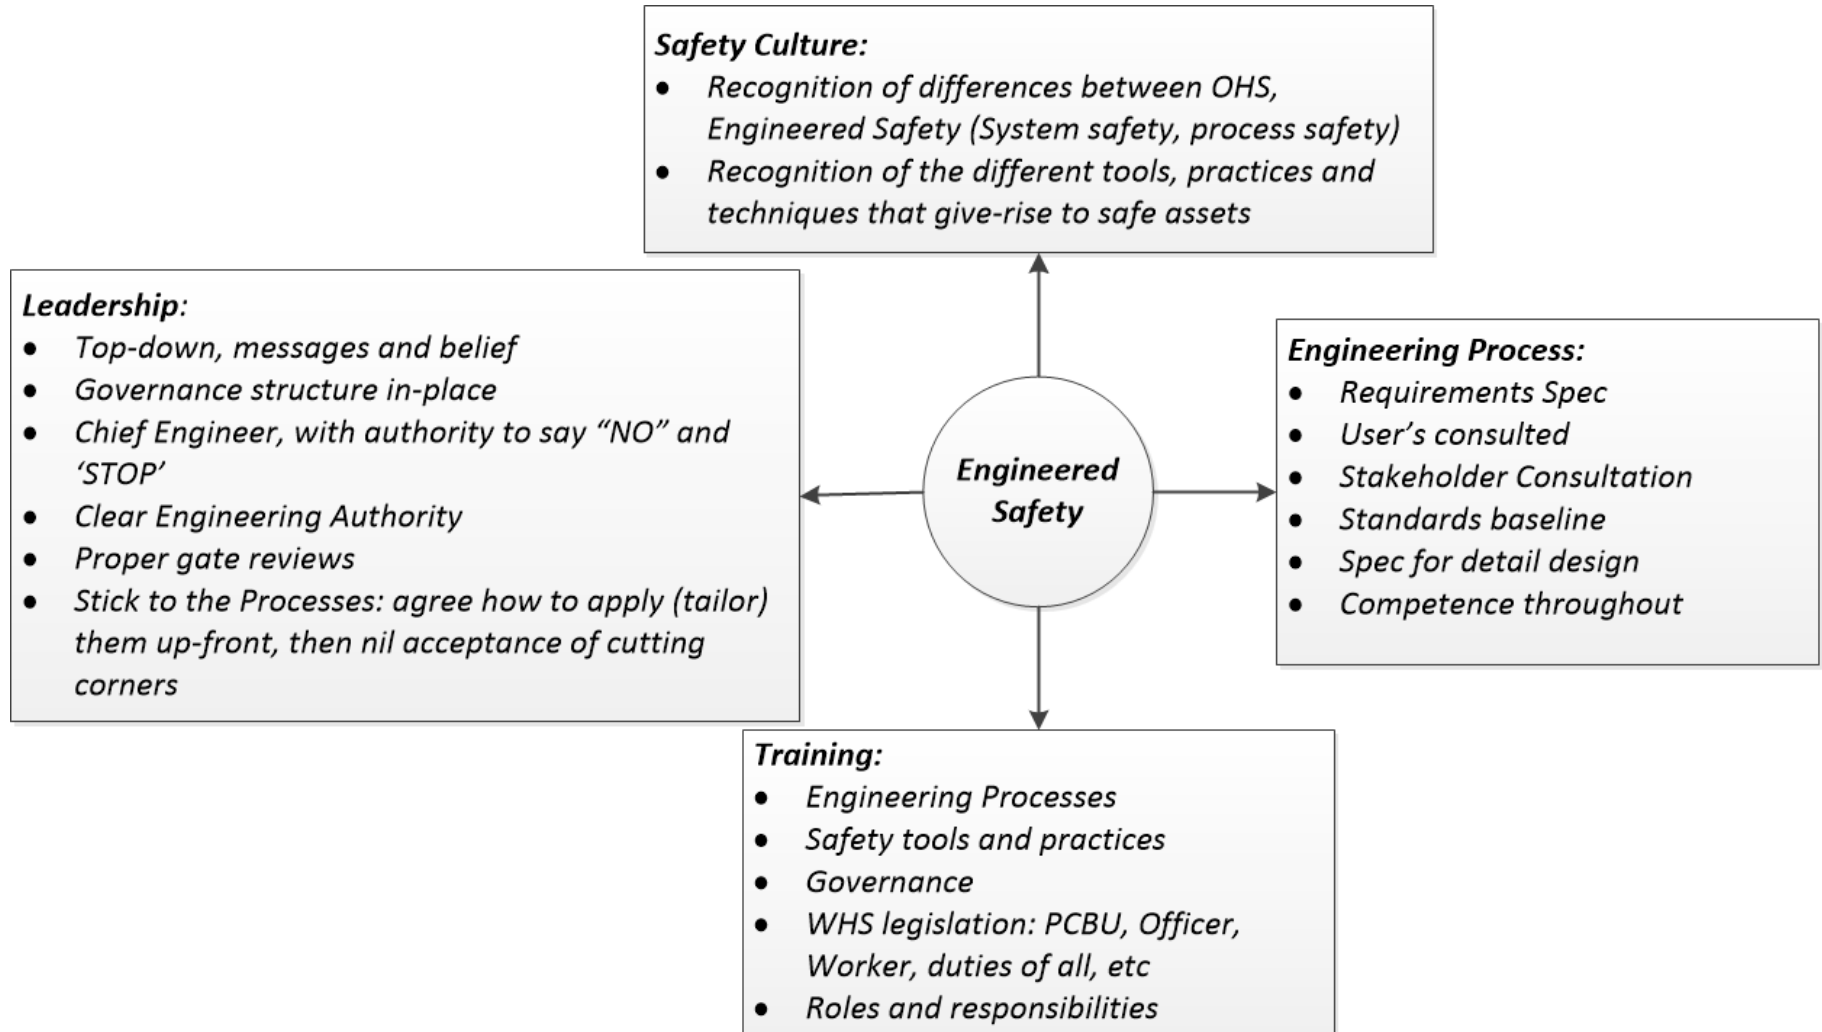 Safety Culture:
● Recognition of differences between OHS,
Engineered Safety (System safety, process safety)
● Recognition of the different tools, practices and
techniques that give-rise to safe assets
Leadership:
● Top-down, messages and belief
● Governance structure in-place
● Chief Engineer, with authority to say “NO” and
‘STOP’
● Clear Engineering Authority
● Proper gate reviews
● Stick to the Processes: agree how to apply (tailor)
them up-front, then nil acceptance of cutting
corners
Engineered
Safety
Engineering Process:
● Requirements Spec
● User’s consulted
● Stakeholder Consultation
● Standards baseline
● Spec for detail design
● Competence throughout
Training:
● Engineering Processes
● Safety tools and practices
● Governance
● WHS legislation: PCBU, Officer,
Worker, duties of all, etc
● Roles and responsibilities